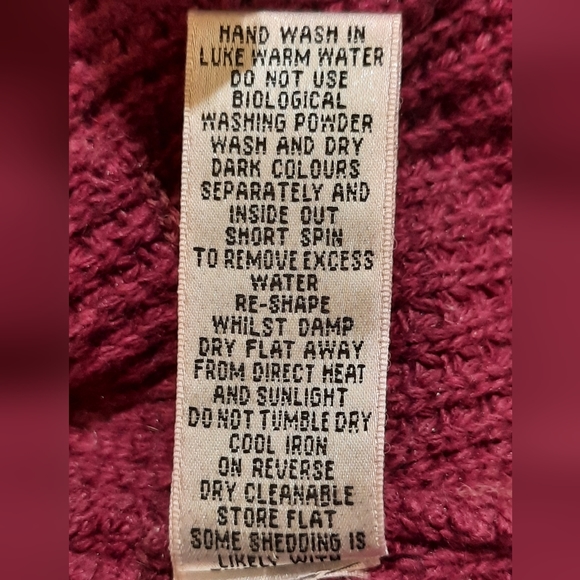 HAND WASH IN
LUKE WARM WATER
DO NOT USE
BIOLOGICAL
WASHING POWDER
WASH AND DRY
DARK COLOURS
SEPARATELY AND
INSIDE OUT
SHORT SPIN
TO REMOVE EXCESS
WATER
RE-SHAPE
WHILST DAMP
DRY FLAT AWAY
FROM DIRECT HEAT
AND SUNLIGHT
DO NOT TUMBLE DRY
COOL IRON
ON REVERSE
DRY CLEANABLE
STORE FLAT
SOME SHEDDING IS
LIKELY WITH